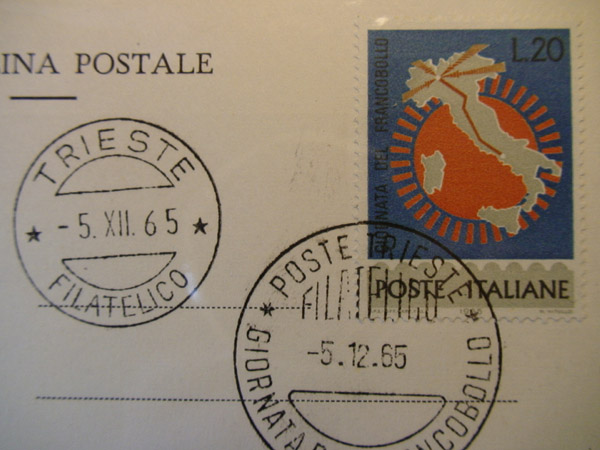 INA POSTALE
L.20
GIORNATA DEL FRANCOBOLLO
POSTE ITALIANE
TRIESTE
★ -5.XII.65 ★
FILATELICO
* POSTE TRIESTE *
FILATELICO
-5.12.65
GIORNATA D FRANCOBOLLO